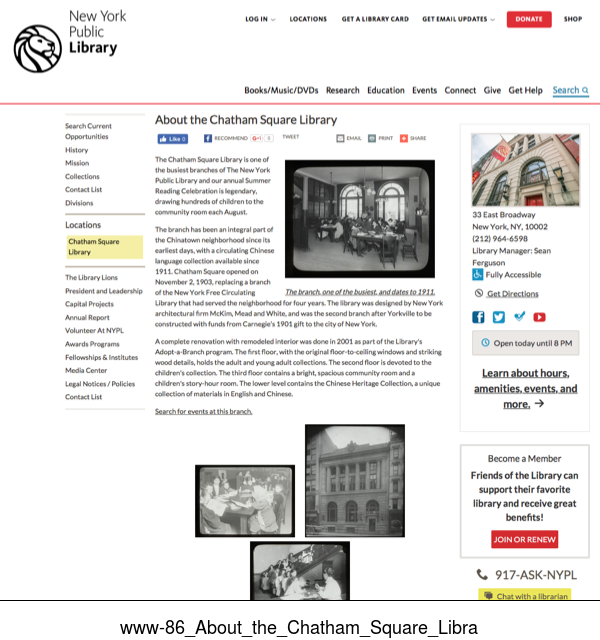 New York
Public
Library
LOG IN
LOCATIONS
GET A LIBRARY CARD
GET EMAIL UPDATES
DONATE
SHOP
Books/Music/DVDs
Research
Education
Events
Connect
Give
Get Help
Search
Search Current
Opportunities
History
Mission
Collections
Contact List
Divisions
Locations
Chatham Square
Library
The Library Lions
President and Leadership
Capital Projects
Annual Report
Volunteer At NYPL
Awards Programs
Fellowships & Institutes
Media Center
Legal Notices / Policies
Contact List
About the Chatham Square Library
Like 0
RECOMMEND
G+1
0
TWEET
EMAIL
PRINT
SHARE
The Chatham Square Library is one of
the busiest branches of The New York
Public Library and our annual Summer
Reading Celebration is legendary,
drawing hundreds of children to the
community room each August.
The branch has been an integral part of
the Chinatown neighborhood since its
earliest days, with a circulating Chinese
language collection available since
1911. Chatham Square opened on
November 2, 1903, replacing a branch
of the New York Free Circulating
The branch, one of the busiest, and dates to 1911.
Library that had served the neighborhood for four years. The library was designed by New York
architectural firm McKim, Mead and White, and was the second branch after Yorkville to be
constructed with funds from Carnegie's 1901 gift to the city of New York.
A complete renovation with remodeled interior was done in 2001 as part of the Library's
Adopt-a-Branch program. The first floor, with the original floor-to-ceiling windows and striking
wood details, holds the adult and young adult collections. The second floor is devoted to the
children's collection. The third floor contains a bright, spacious community room and a
children's story-hour room. The lower level contains the Chinese Heritage Collection, a unique
collection of materials in English and Chinese.
Search for events at this branch.
33 East Broadway
New York, NY, 10002
(212) 964-6598
Library Manager: Sean
Ferguson
Fully Accessible
Get Directions
Open today until 8 PM
Learn about hours,
amenities, events, and
more. →
Become a Member
Friends of the Library can
support their favorite
library and receive great
benefits!
JOIN OR RENEW
917-ASK-NYPL
Chat with a librarian
www-86_About_the_Chatham_Square_Libra